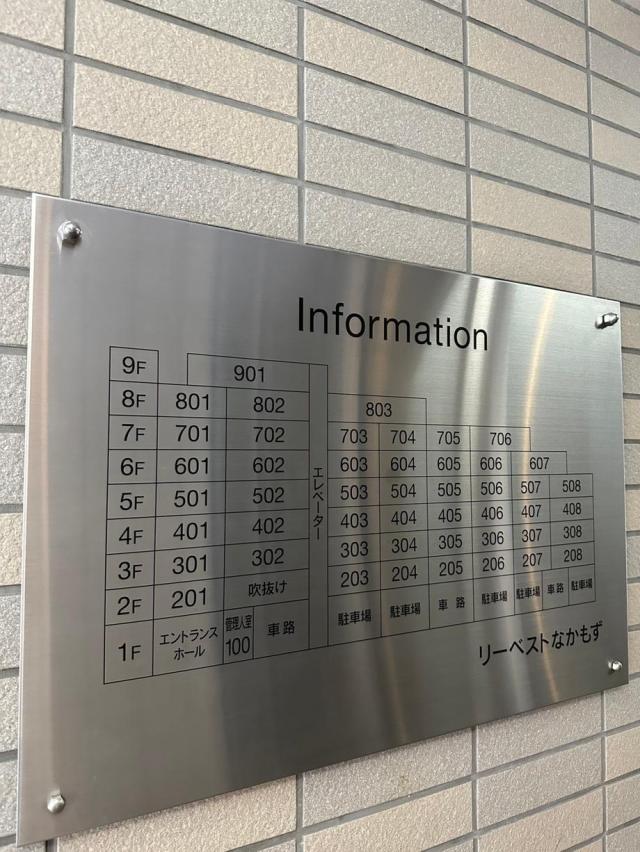 Information
9F 901
8F 801 802 803
7F 701 702 703 704 705 706
6F 601 602 603 604 605 606 607
5F 501 502 503 504 505 506 507 508
4F 401 402 403 404 405 406 407 408
3F 301 302 303 304 305 306 307 308
2F 201 吹抜け 203 204 205 206 207 208
1F エントランス
ホール
管理人室
100
車路 駐車場 駐車場 車路 駐車場 駐車場 車路 駐車場
エレベーター
リーベストなかもず